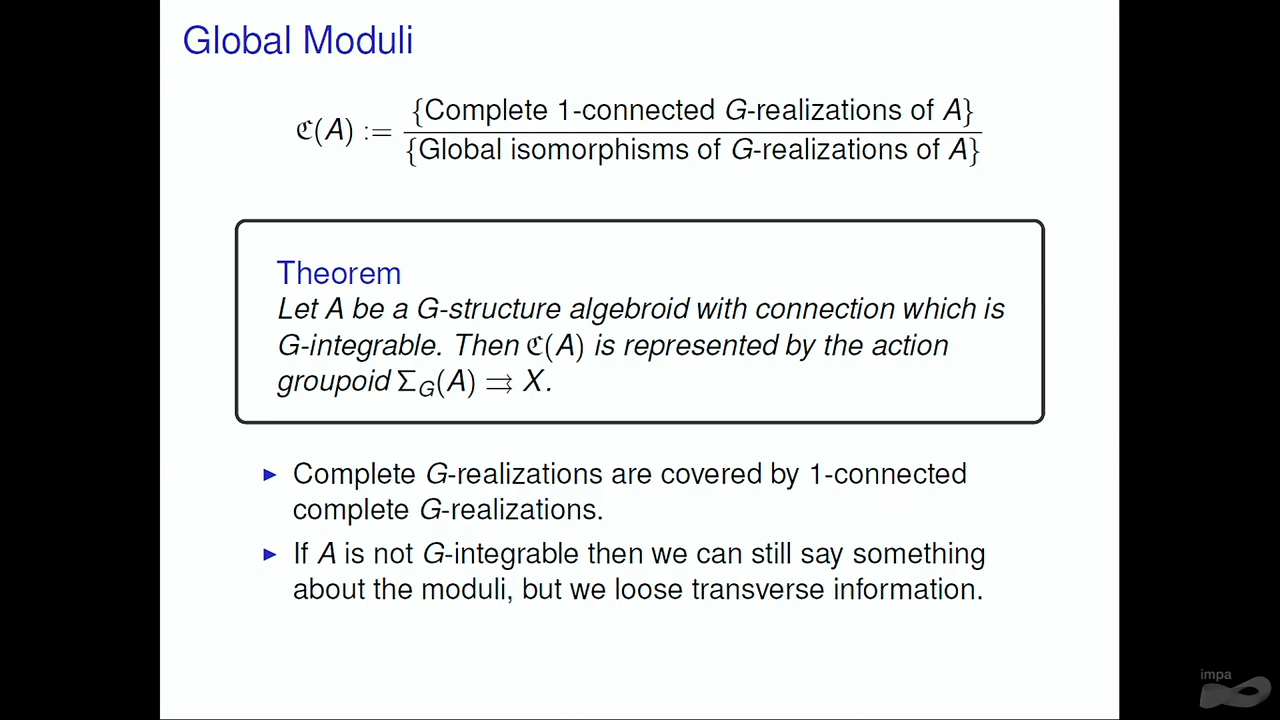 Global Moduli
ℭ(A) := {Complete 1-connected G-realizations of A}
{Global isomorphisms of G-realizations of A}
Theorem
Let A be a G-structure algebroid with connection which is
G-integrable. Then ℭ(A) is represented by the action
groupoid Σ_G(A) ⇉ X.
► Complete G-realizations are covered by 1-connected
complete G-realizations.
► If A is not G-integrable then we can still say something
about the moduli, but we loose transverse information.
impa